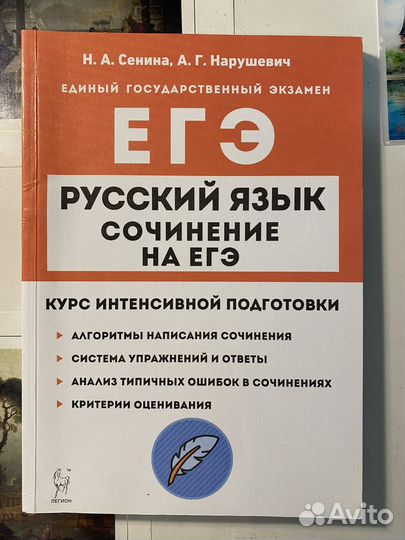 Н. А. Сенина, А. Г. Нарушевич
ЕДИНЫЙ ГОСУДАРСТВЕННЫЙ ЭКЗАМЕН
ЕГЭ
РУССКИЙ ЯЗЫК
СОЧИНЕНИЕ
НА ЕГЭ
КУРС ИНТЕНСИВНОЙ ПОДГОТОВКИ
АЛГОРИТМЫ НАПИСАНИЯ СОЧИНЕНИЯ
СИСТЕМА УПРАЖНЕНИЙ И ОТВЕТЫ
АНАЛИЗ ТИПИЧНЫХ ОШИБОК В СОЧИНЕНИЯХ
КРИТЕРИИ ОЦЕНИВАНИЯ
ЛЕГИОН
Avito